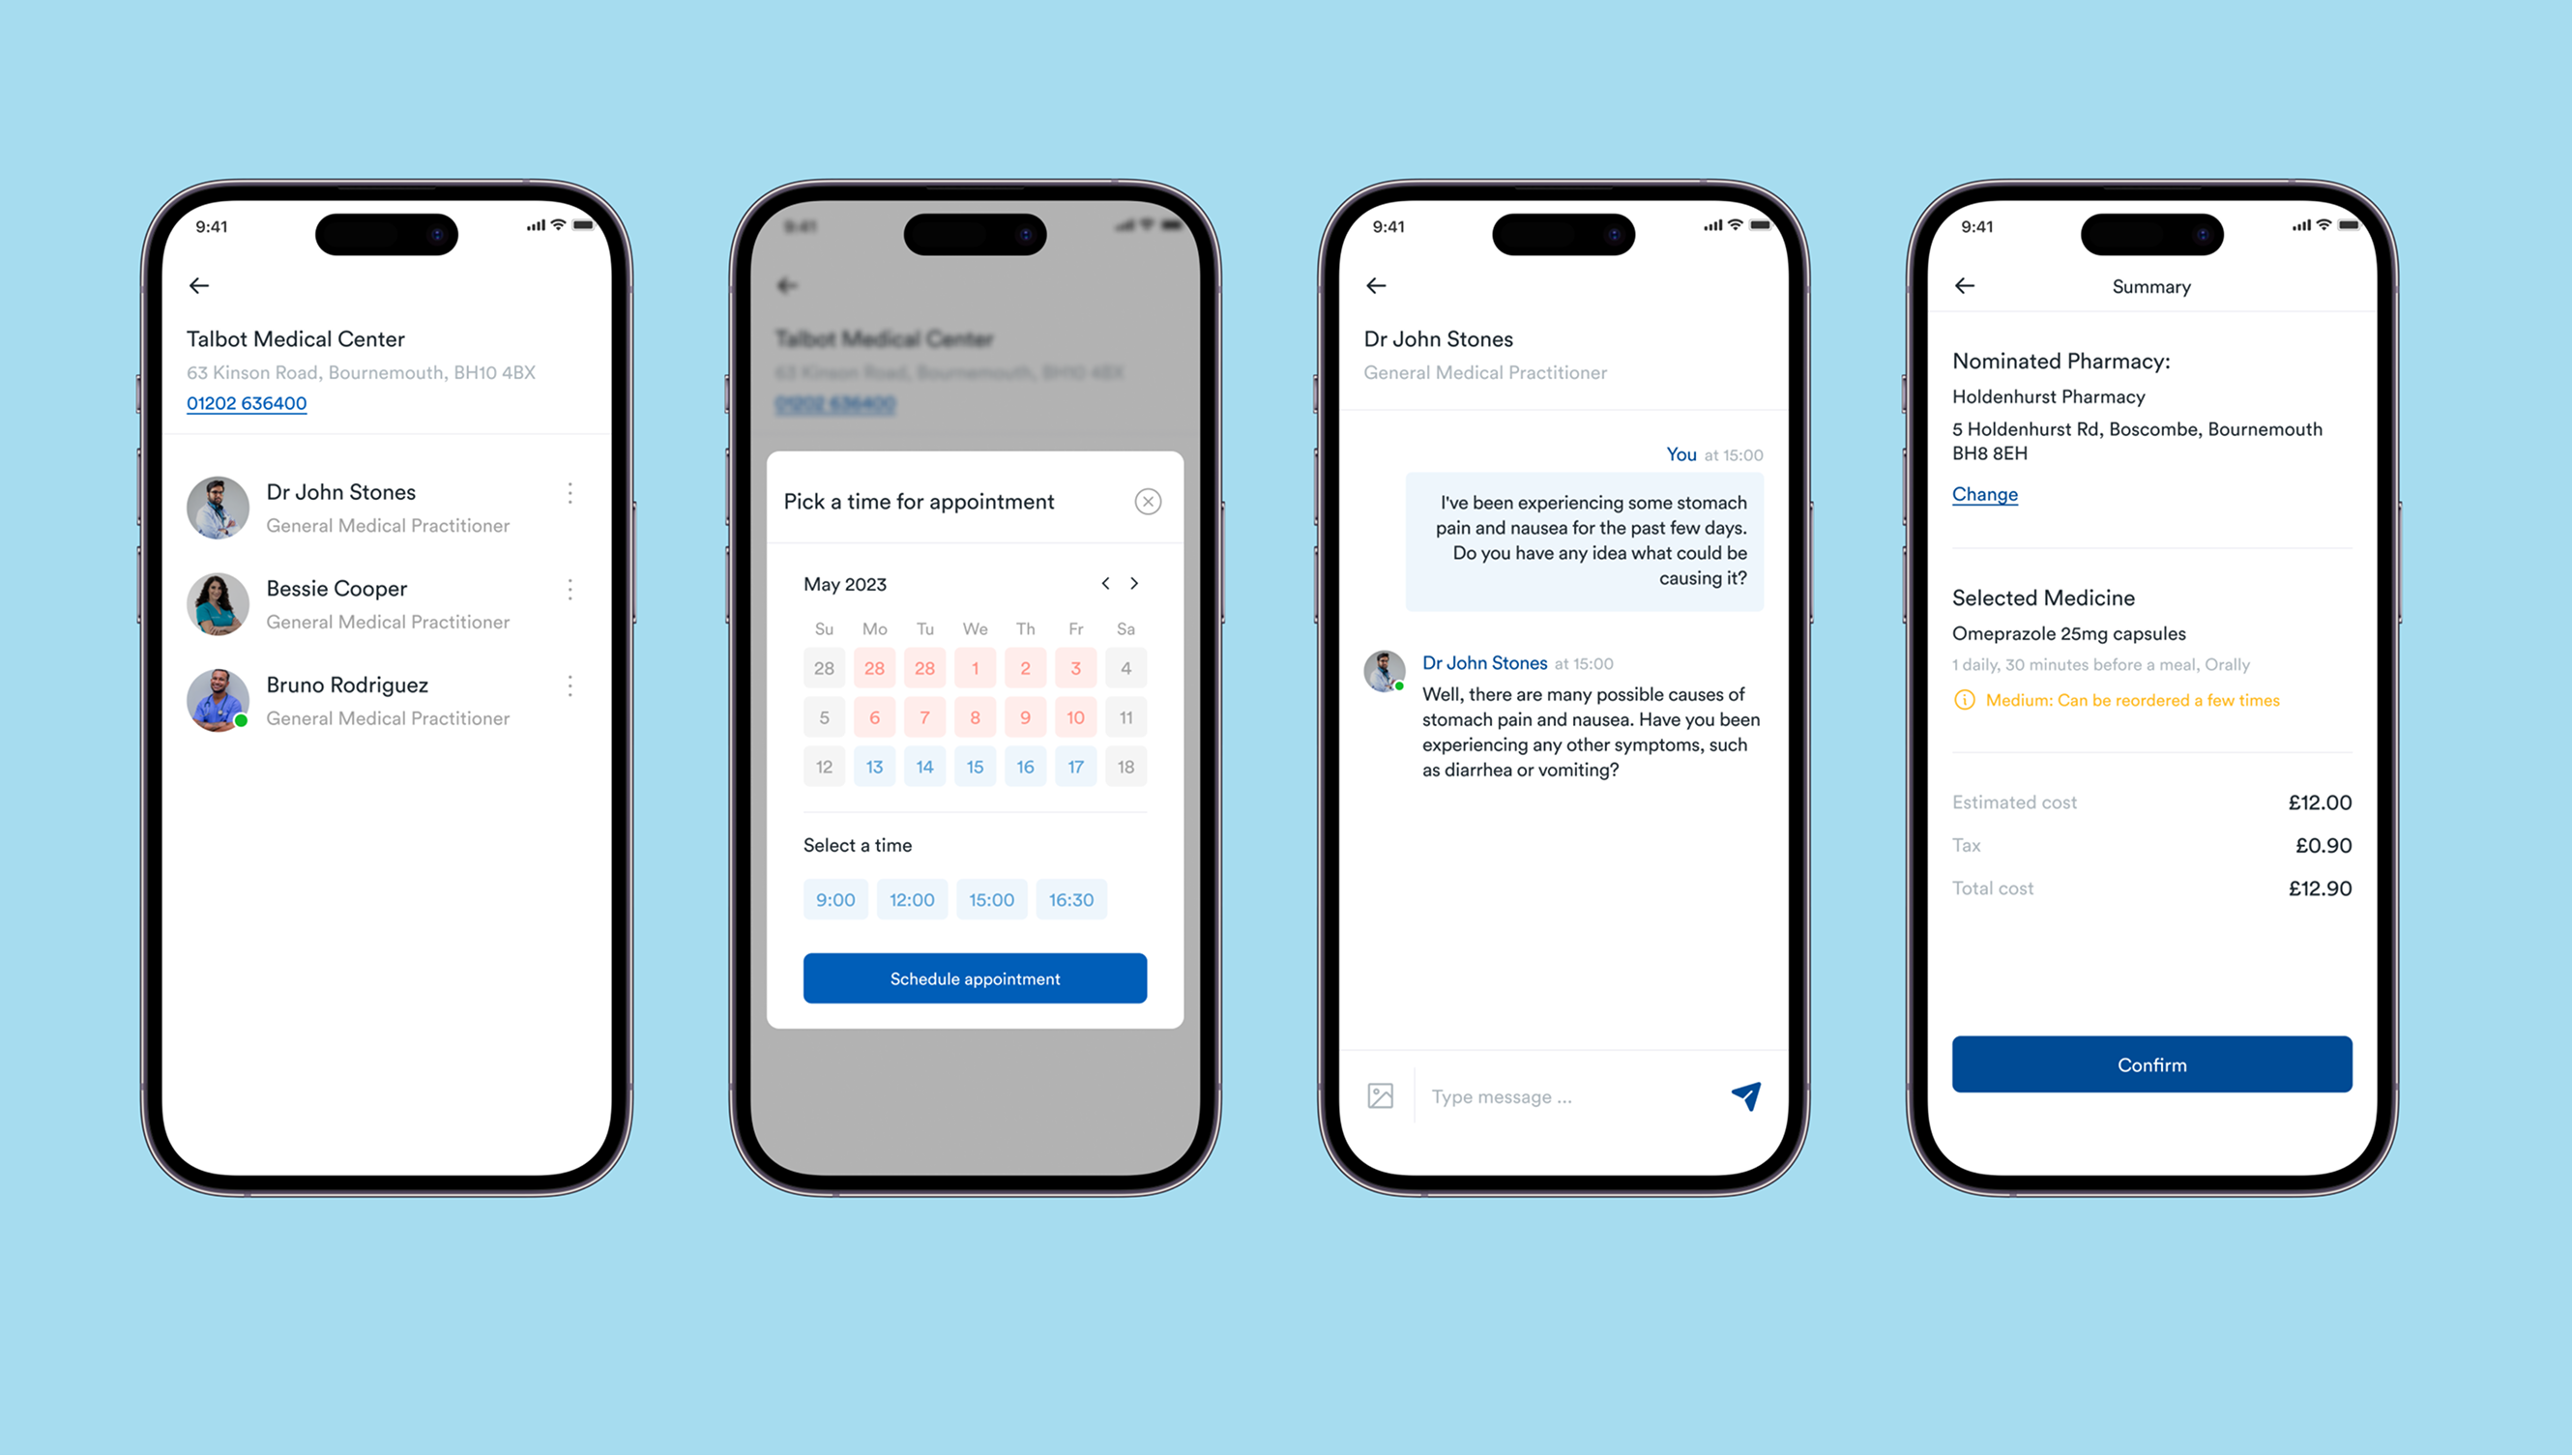 9:41
Talbot Medical Center
63 Kinson Road, Bournemouth, BH10 4BX
01202 636400
Dr John Stones
General Medical Practitioner
Bessie Cooper
General Medical Practitioner
Bruno Rodriguez
General Medical Practitioner
9:41
Talbot Medical Center
63 Kinson Road, Bournemouth, BH10 4BX
01202 636400
Pick a time for appointment
May 2023
Su Mo Tu We Th Fr Sa
28 28 28 1 2 3 4
5 6 7 8 9 10 11
12 13 14 15 16 17 18
Select a time
9:00 12:00 15:00 16:30
Schedule appointment
9:41
Dr John Stones
General Medical Practitioner
You at 15:00
I've been experiencing some stomach
pain and nausea for the past few days.
Do you have any idea what could be
causing it?
Dr John Stones at 15:00
Well, there are many possible causes of
stomach pain and nausea. Have you been
experiencing any other symptoms, such
as diarrhea or vomiting?
Type message ...
9:41
Summary
Nominated Pharmacy:
Holdenhurst Pharmacy
5 Holdenhurst Rd, Boscombe, Bournemouth
BH8 8EH
Change
Selected Medicine
Omeprazole 25mg capsules
1 daily, 30 minutes before a meal, Orally
Medium: Can be reordered a few times
Estimated cost £12.00
Tax £0.90
Total cost £12.90
Confirm